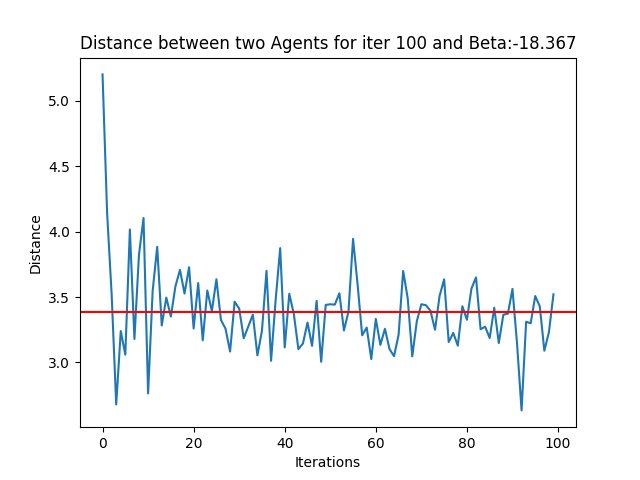 Distance between two Agents for iter 100 and Beta:-18.367
5.0
4.5
4.0
3.5
3.0
Distance
0 20 40 60 80 100
Iterations